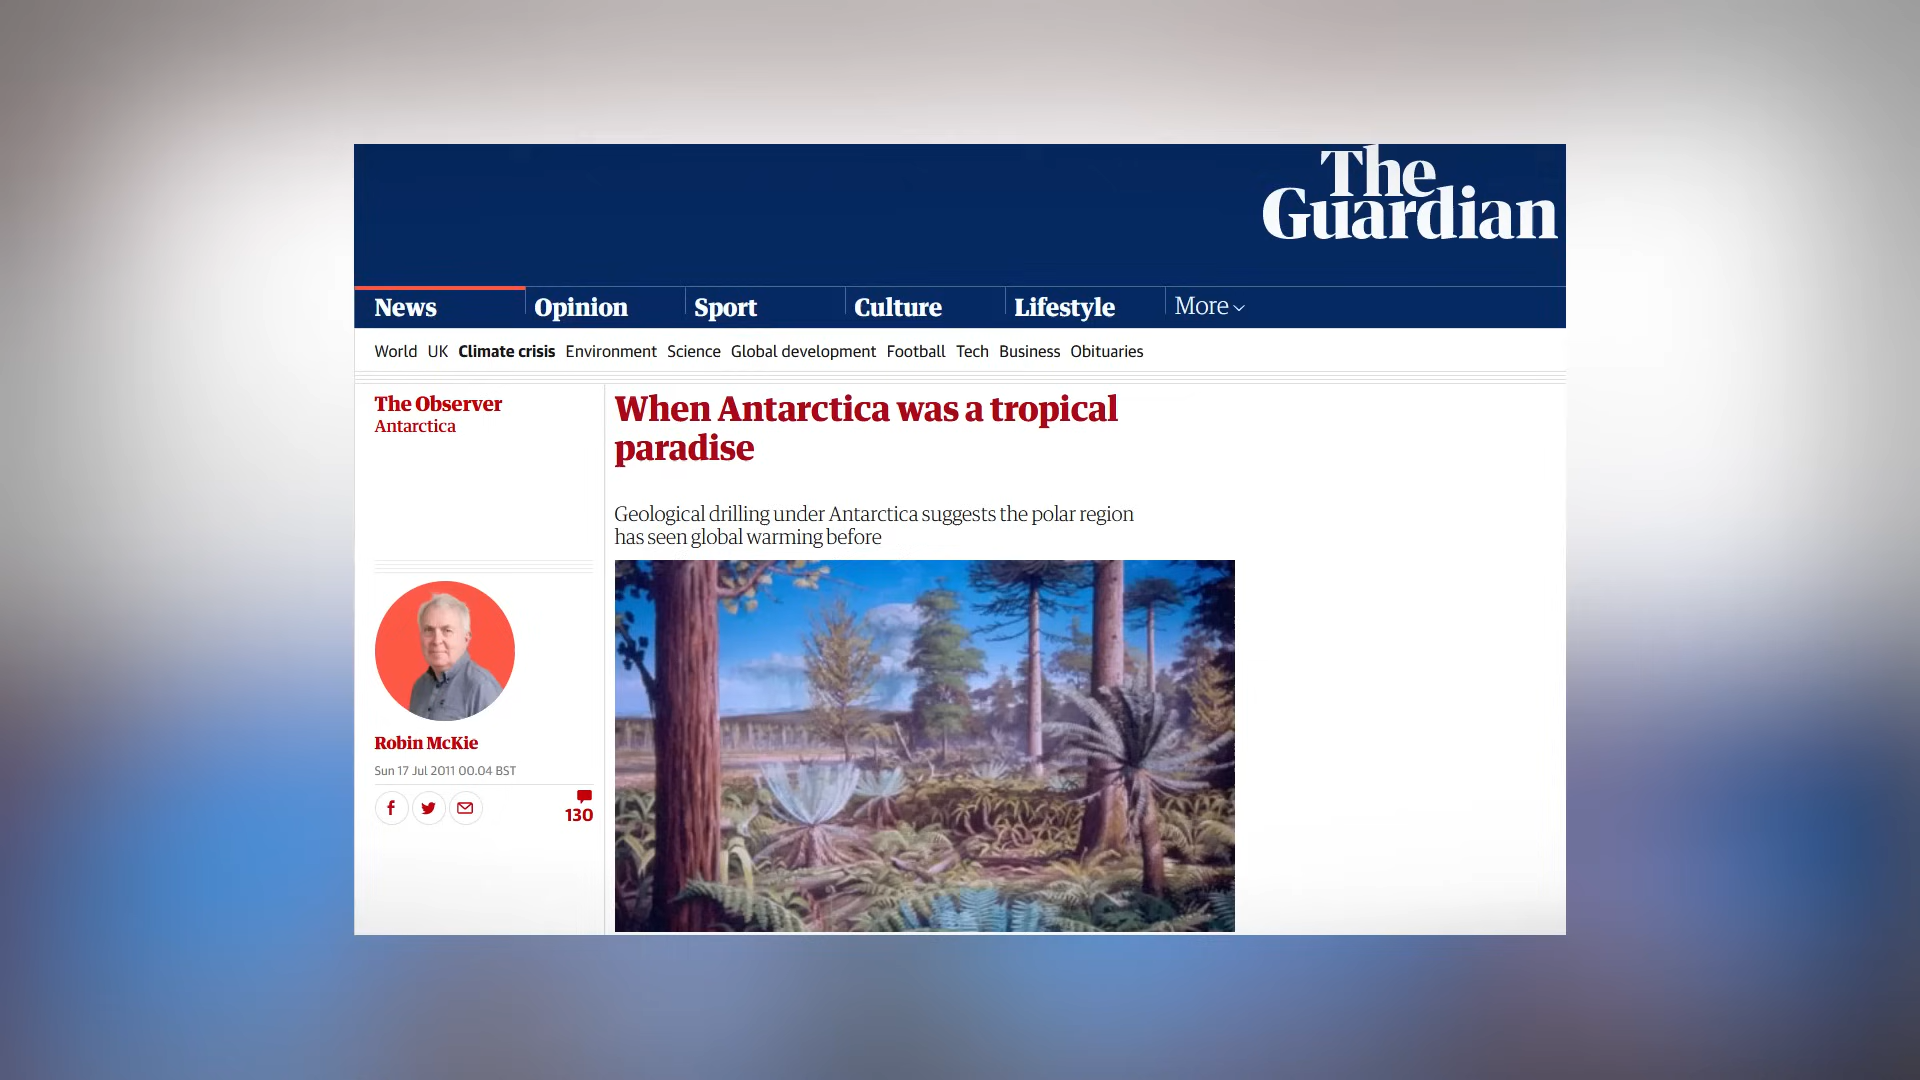 The
Guardian
News
Opinion
Sport
Culture
Lifestyle
More
World UK Climate crisis Environment Science Global development Football Tech Business Obituaries
The Observer
Antarctica
When Antarctica was a tropical
paradise
Geological drilling under Antarctica suggests the polar region
has seen global warming before
Robin McKie
Sun 17 Jul 2011 00.04 BST
130